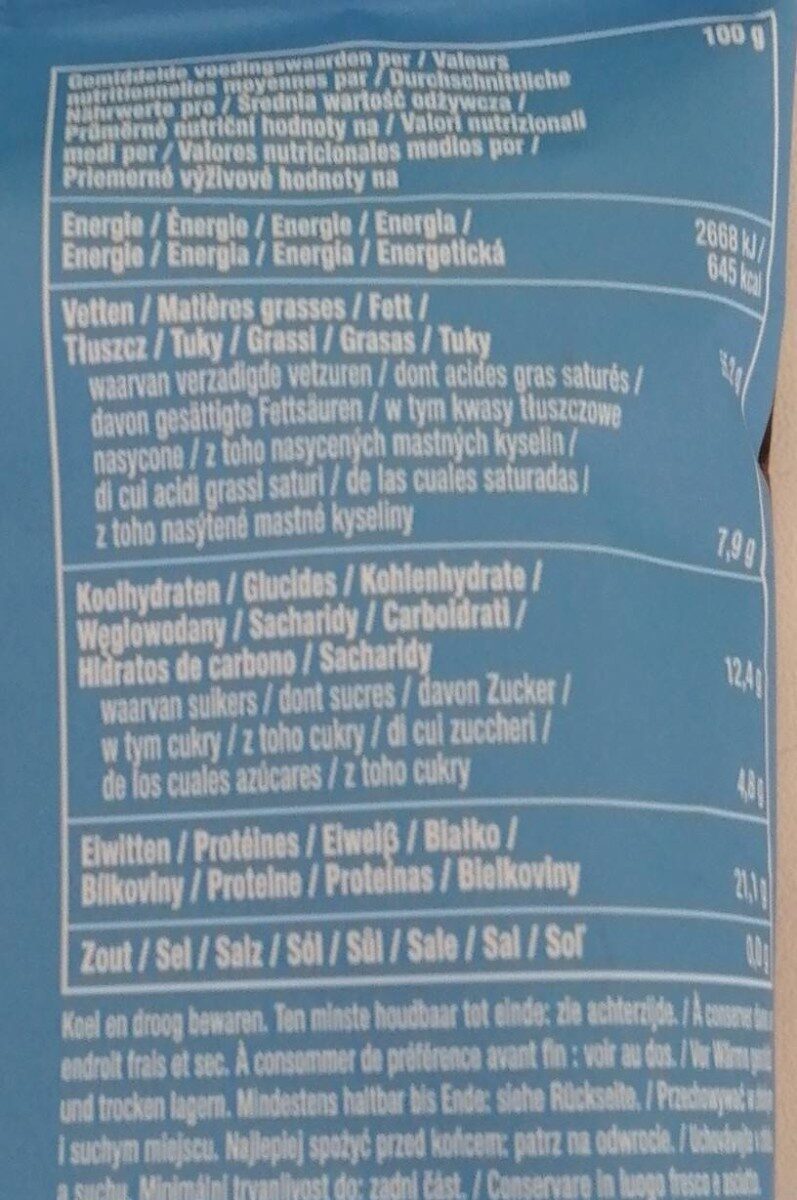 Gemiddelde voedingswaarden per / Valeurs
100 g
nutritionnelles moyennes par / Durchschnittliche
Nährwerte pro / Średnia wartość odżywcza /
Průměrné nutriční hodnoty na / Valori nutrizionali
medi per / Valores nutricionales medios por /
Priemerné výživové hodnoty na
Energie / Énergie / Energie / Energia /
2668 kJ /
Energie / Energia / Energía / Energetická
645 kcal
Vetten / Matières grasses / Fett /
Tłuszcz / Tuky / Grassi / Grasas / Tuky
waarvan verzadigde vetzuren / dont acides gras saturés /
davon gesättigte Fettsäuren / w tym kwasy tłuszczowe
nasycone / z toho nasycených mastných kyselin /
di cui acidi grassi saturi / de las cuales saturadas /
z toho nasýtené mastné kyseliny
7,9 g
Koolhydraten / Glucides / Kohlenhydrate /
Węglowodany / Sacharidy / Carboidrati /
Hidratos de carbono / Sacharidy
12,4 g
waarvan suikers / dont sucres / davon Zucker /
w tym cukry / z toho cukry / di cui zuccheri /
de los cuales azúcares / z toho cukry
4,8 g
Eiwitten / Protéines / Eiweiß / Białko /
Bílkoviny / Proteine / Proteínas / Bielkoviny
21,1 g
Zout / Sel / Salz / Sól / Sůl / Sale / Sal / Soľ
0,0 g
Koel en droog bewaren. Ten minste houdbaar tot einde: zie achterzijde. / À conserver
endroit frais et sec. À consommer de préférence avant fin : voir au dos. / Vor
und trocken lagern. Mindestens haltbar bis Ende: siehe Rückseite. / Przechowywać w
i suchym miejscu. Najlepiej spożyć przed końcem: patrz na odwrocie. /
a suchu. Minimální trvanlivost do: zadní část. / Conservare in luogo fresco e